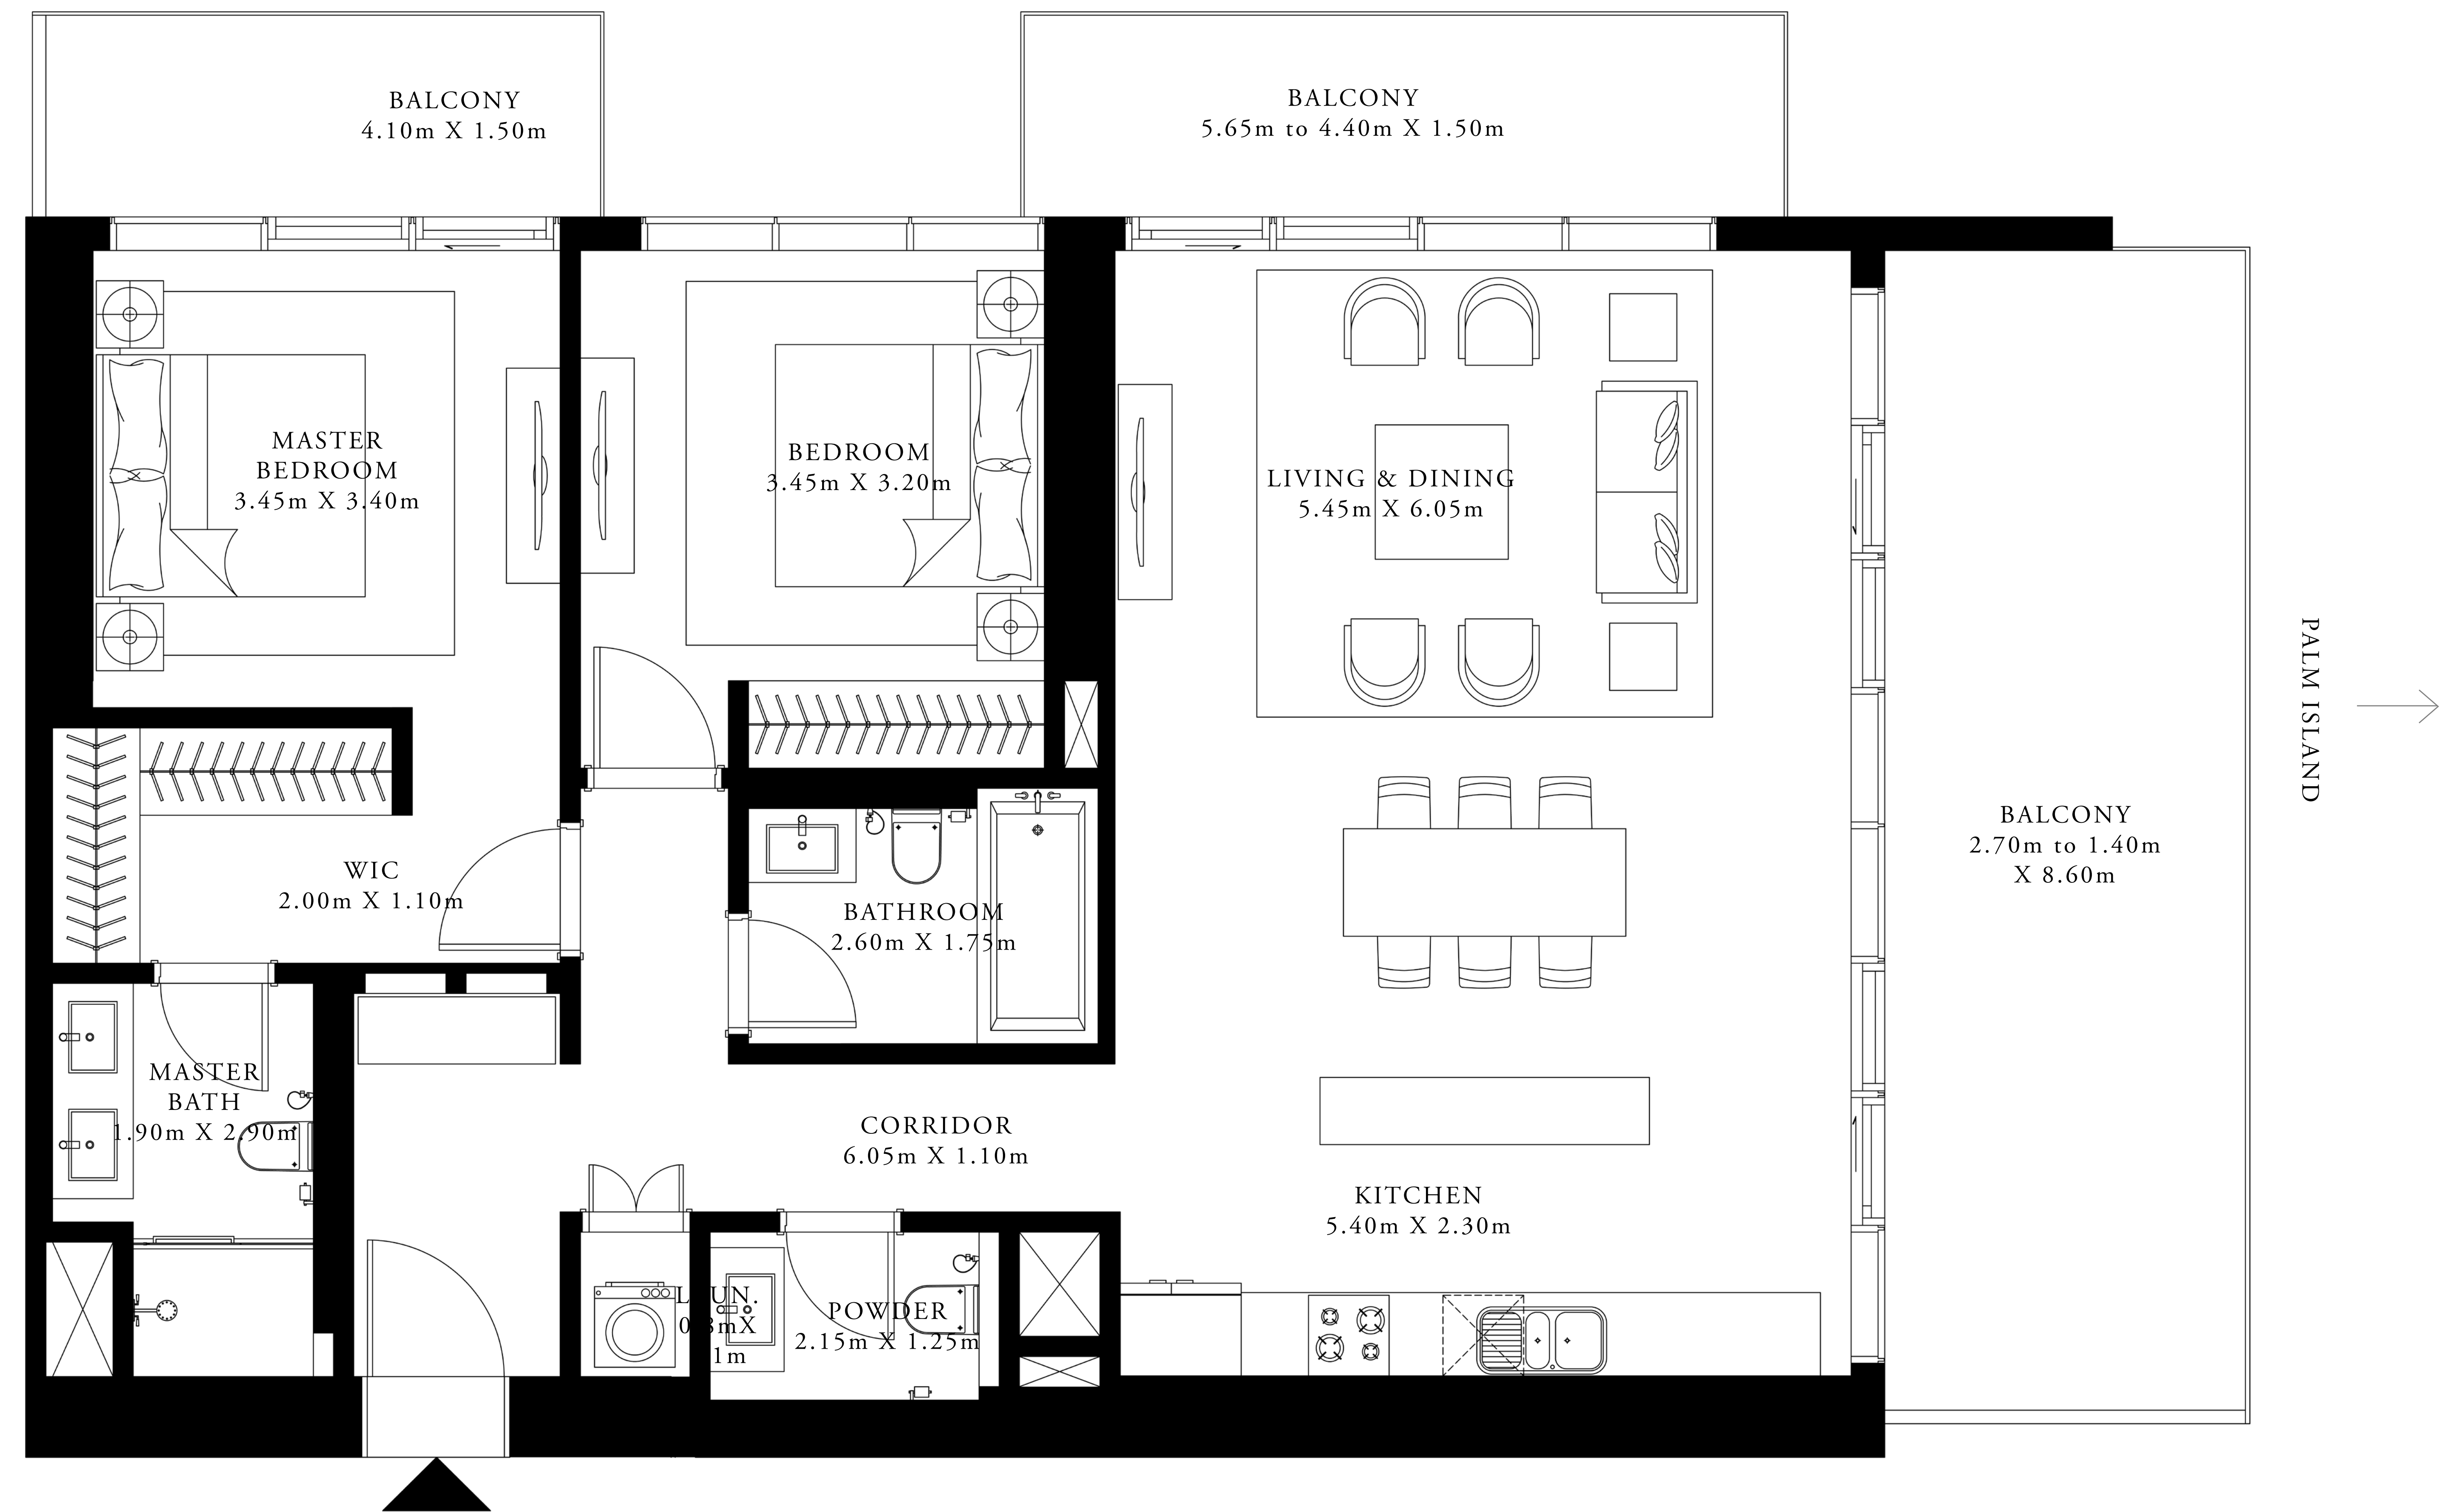 BALCONY
4.10m X 1.50m
BALCONY
5.65m to 4.40m X 1.50m
MASTER
BEDROOM
3.45m X 3.40m
BEDROOM
3.45m X 3.20m
LIVING & DINING
5.45m X 6.05m
PALM ISLAND
BALCONY
2.70m to 1.40m
X 8.60m
WIC
2.00m X 1.10m
BATHROOM
2.60m X 1.75m
MASTER
BATH
1.90m X 2.90m
CORRIDOR
6.05m X 1.10m
KITCHEN
5.40m X 2.30m
POWDER
2.15m X 1.25m
1m